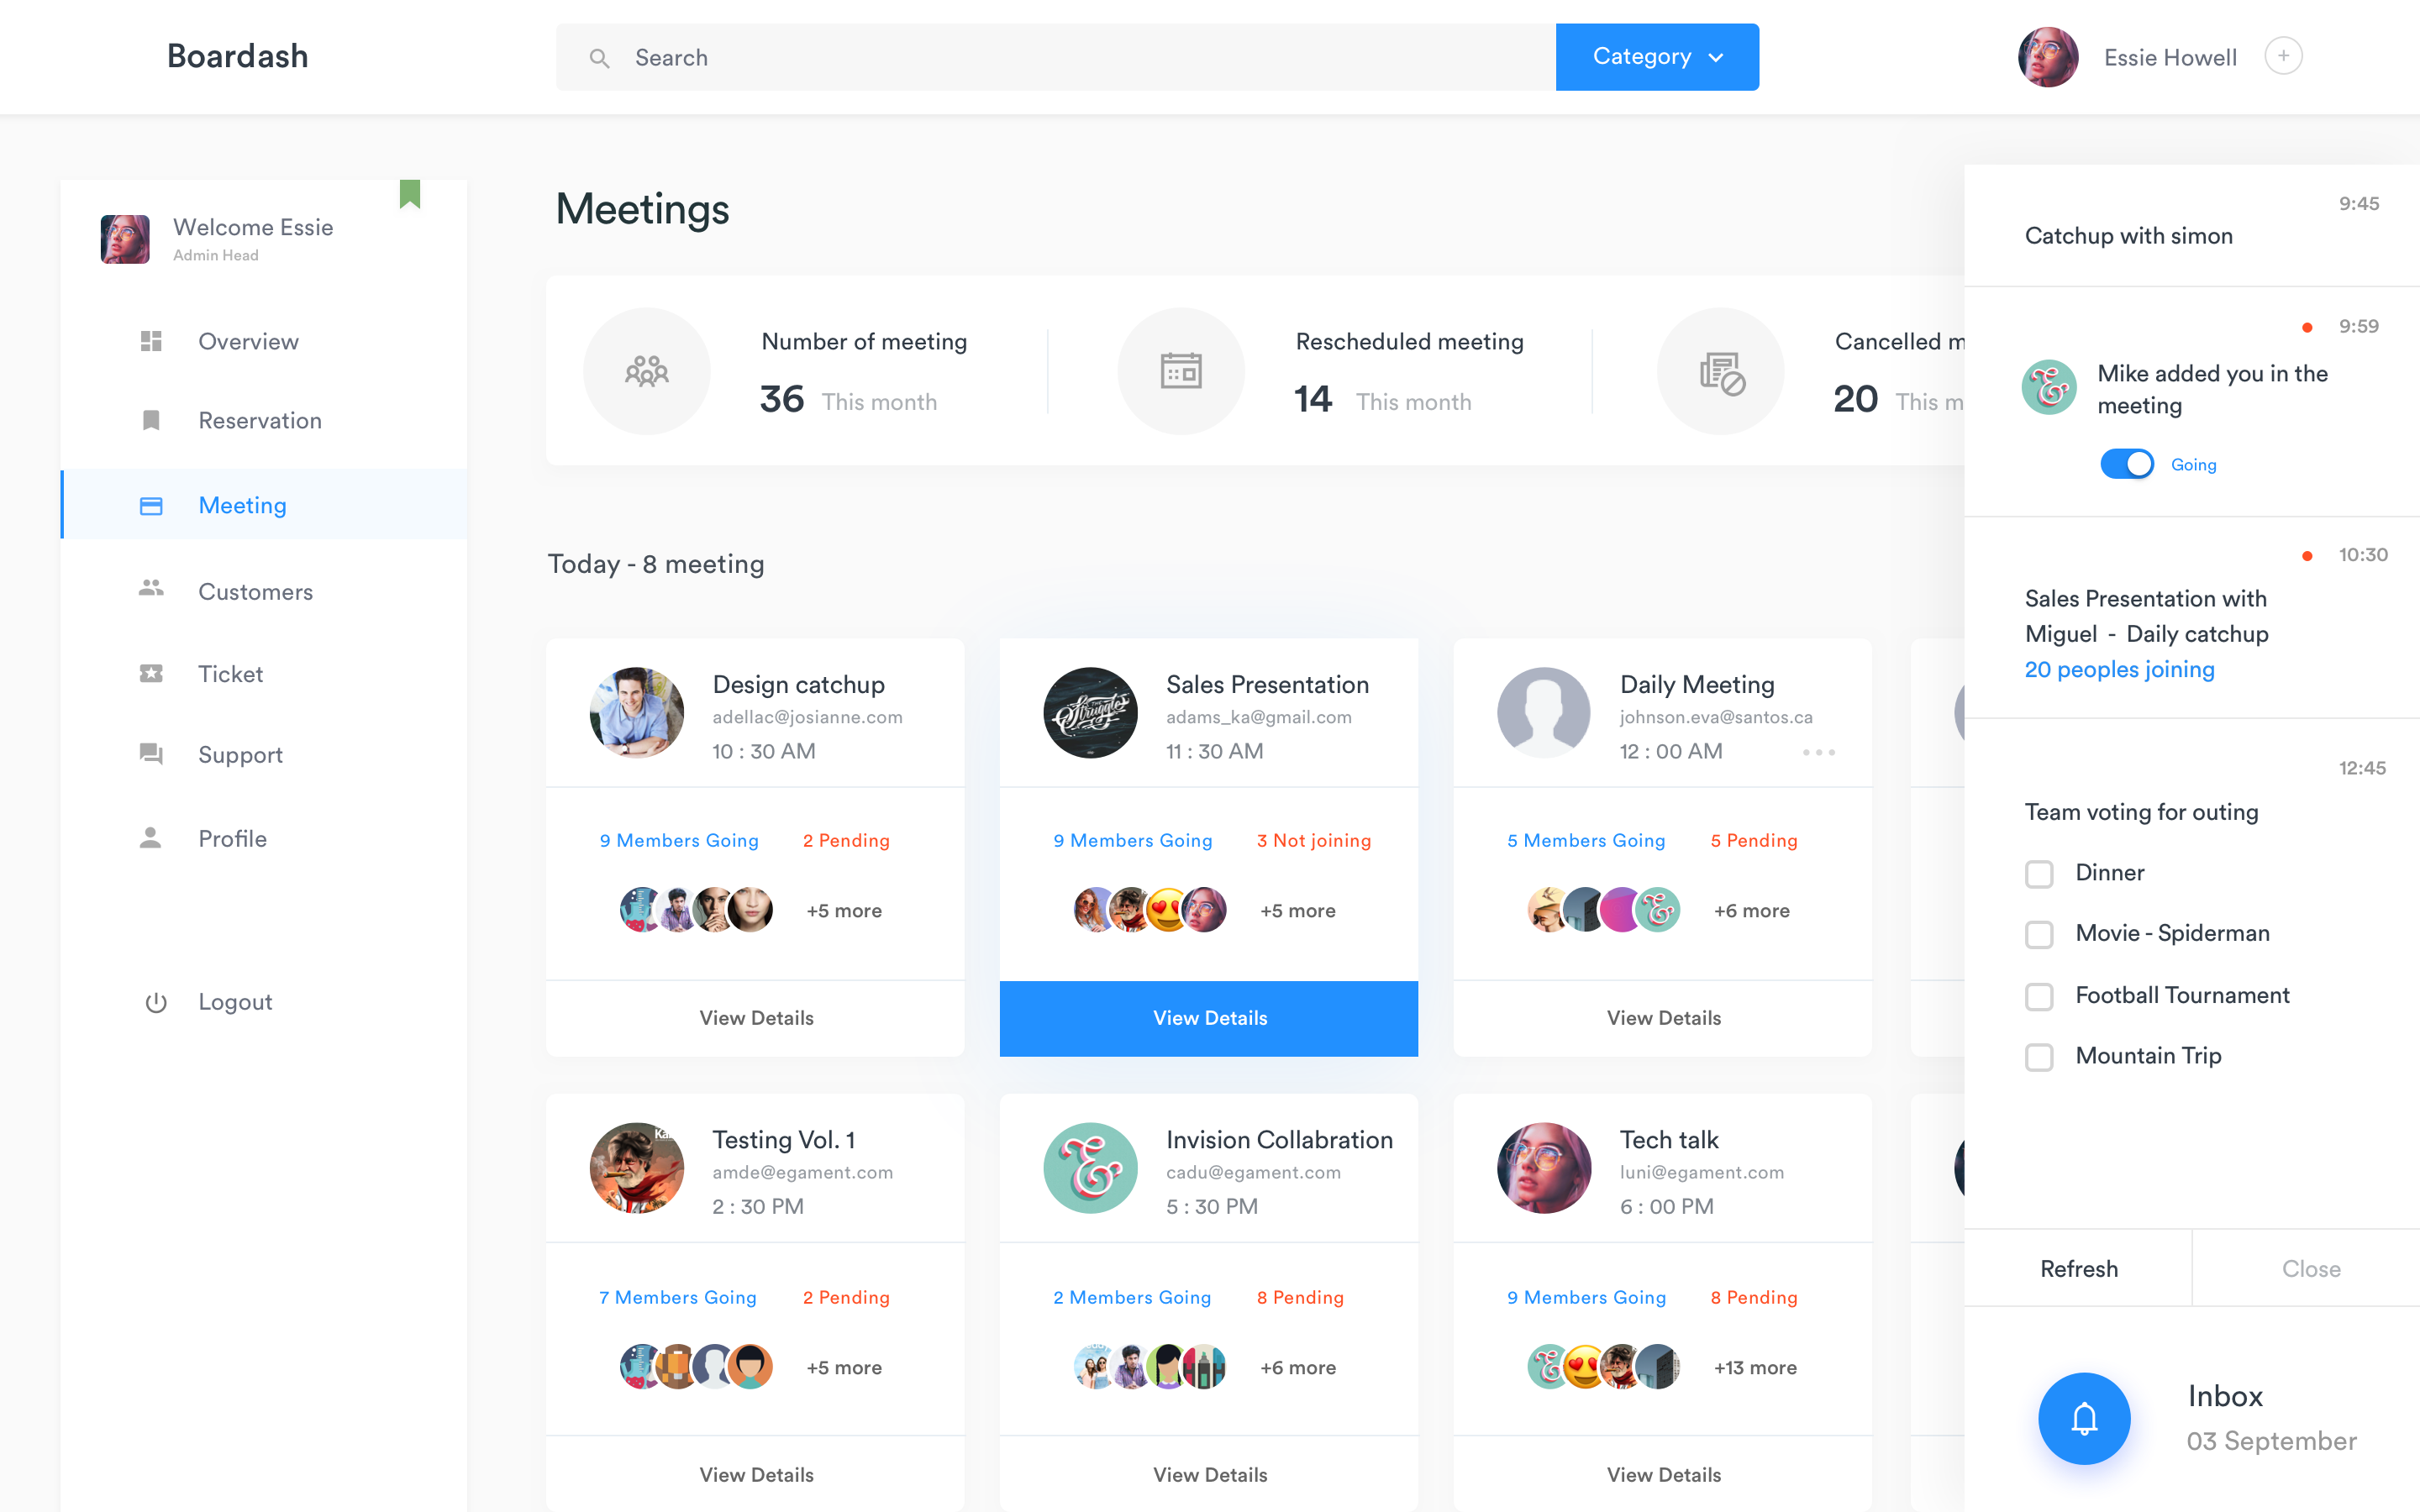 Boardash
Search
Category
Essie Howell
Welcome Essie
Admin Head
Overview
Reservation
Meeting
Customers
Ticket
Support
Profile
Logout
Meetings
Number of meeting
36 This month
Rescheduled meeting
14 This month
Cancelled m
20 This m
Today - 8 meeting
Design catchup
adellac@josianne.com
10 : 30 AM
9 Members Going 2 Pending
+5 more
View Details
Sales Presentation
adams_ka@gmail.com
11 : 30 AM
9 Members Going 3 Not joining
+5 more
View Details
Daily Meeting
johnson.eva@santos.ca
12 : 00 AM
5 Members Going 5 Pending
+6 more
View Details
Testing Vol. 1
amde@egament.com
2 : 30 PM
7 Members Going 2 Pending
+5 more
View Details
Invision Collabration
cadu@egament.com
5 : 30 PM
2 Members Going 8 Pending
+6 more
View Details
Tech talk
luni@egament.com
6 : 00 PM
9 Members Going 8 Pending
+13 more
View Details
9:45
Catchup with simon
9:59
Mike added you in the
meeting
Going
10:30
Sales Presentation with
Miguel - Daily catchup
20 peoples joining
12:45
Team voting for outing
Dinner
Movie - Spiderman
Football Tournament
Mountain Trip
Refresh
Close
Inbox
03 September